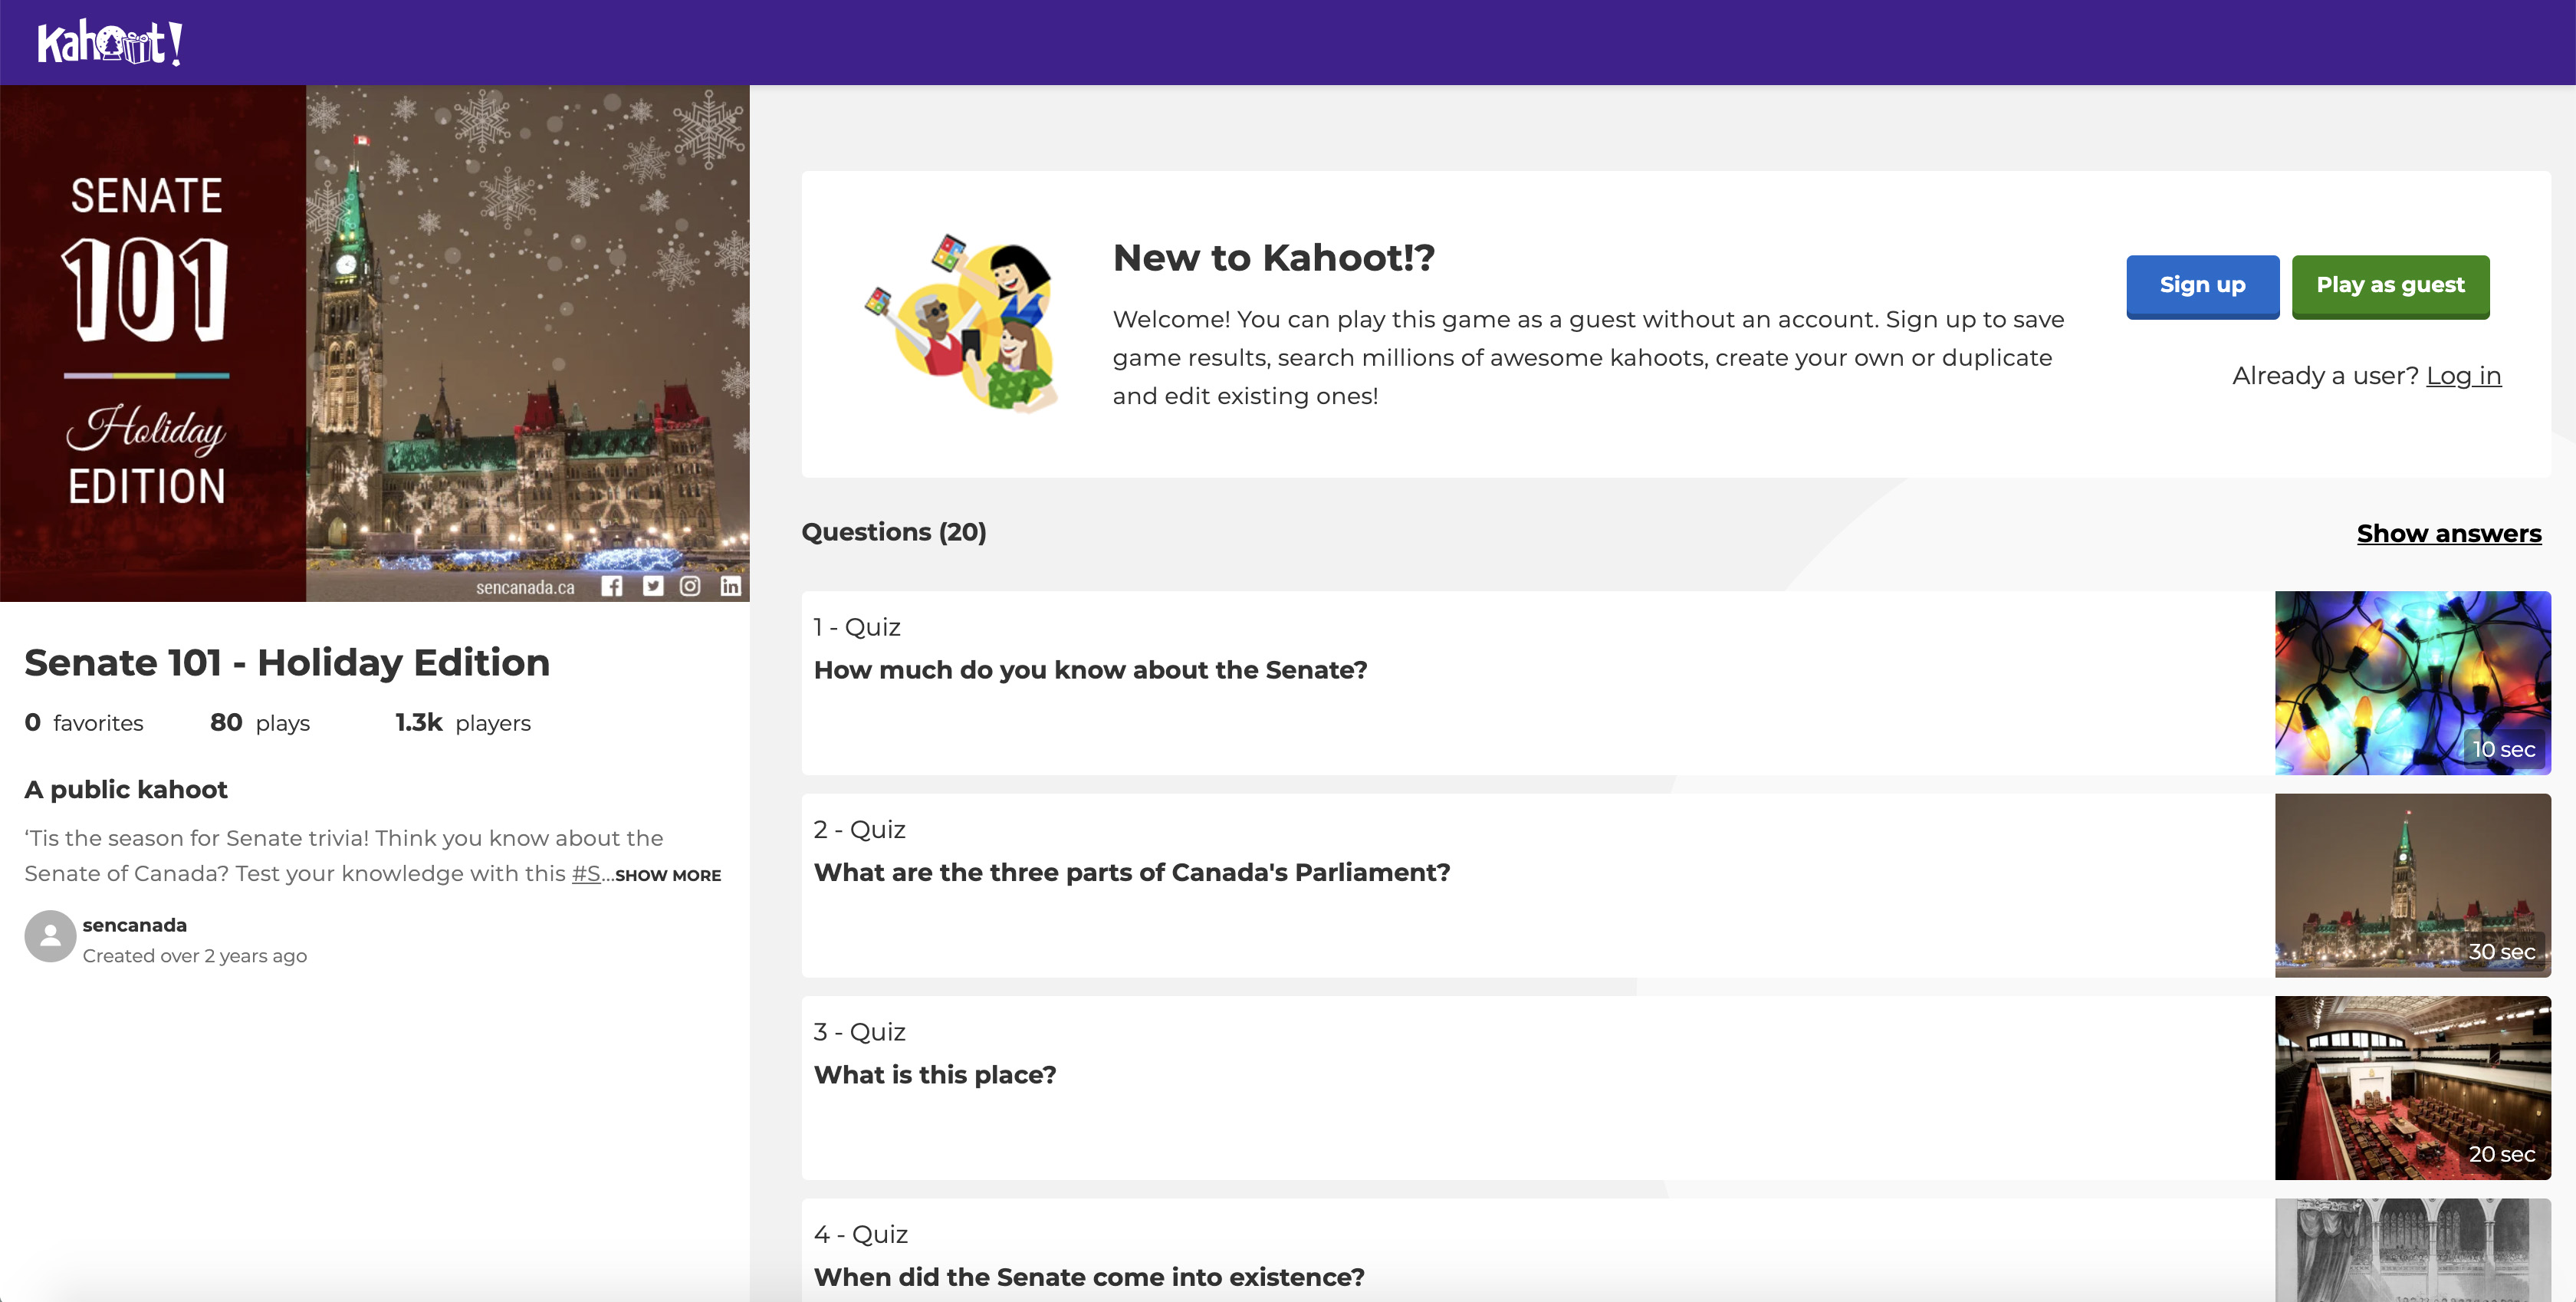 Kahoot!
SENATE
101
Holiday
EDITION
sencanada.ca
Senate 101 - Holiday Edition
0 favorites 80 plays 1.3k players
A public kahoot
‘Tis the season for Senate trivia! Think you know about the
Senate of Canada? Test your knowledge with this #S...SHOW MORE
sencanada
Created over 2 years ago
New to Kahoot!?
Welcome! You can play this game as a guest without an account. Sign up to save
game results, search millions of awesome kahoots, create your own or duplicate
and edit existing ones!
Sign up
Play as guest
Already a user? Log in
Questions (20)
Show answers
1 - Quiz
How much do you know about the Senate?
10 sec
2 - Quiz
What are the three parts of Canada's Parliament?
30 sec
3 - Quiz
What is this place?
20 sec
4 - Quiz
When did the Senate come into existence?